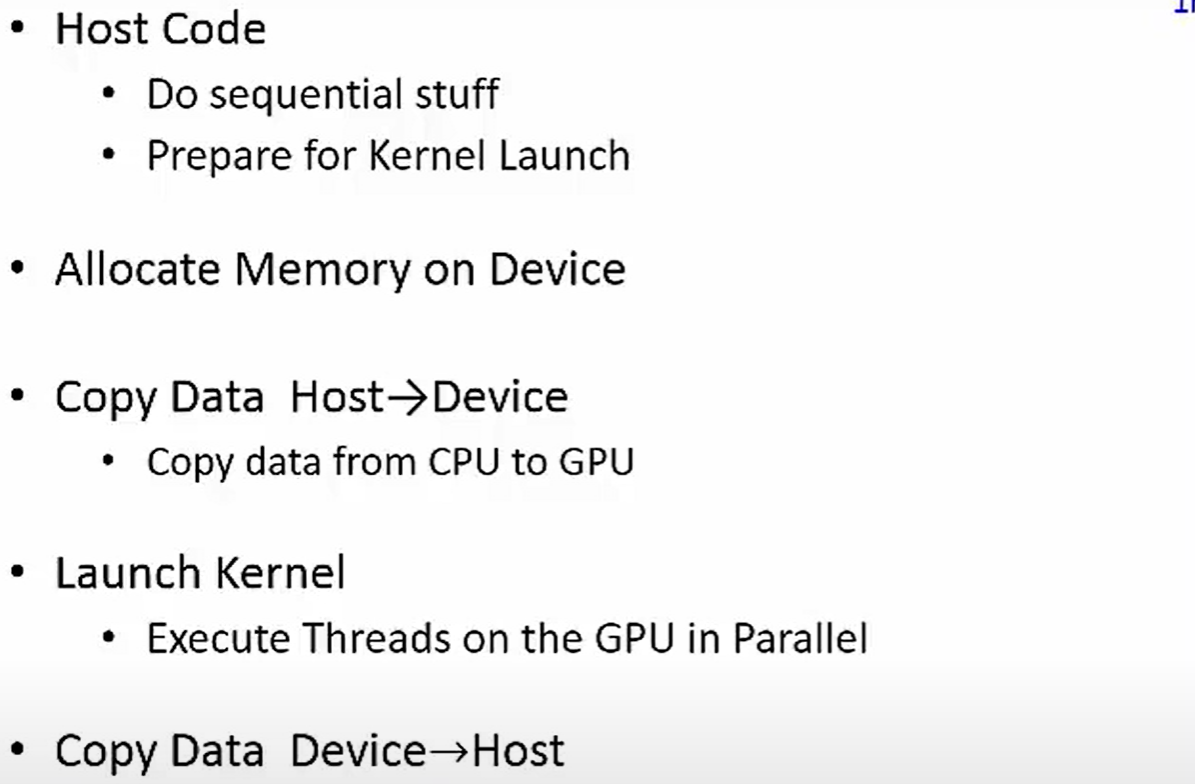 • Host Code
• Do sequential stuff
• Prepare for Kernel Launch
• Allocate Memory on Device
• Copy Data Host→Device
• Copy data from CPU to GPU
• Launch Kernel
• Execute Threads on the GPU in Parallel
• Copy Data Device→Host